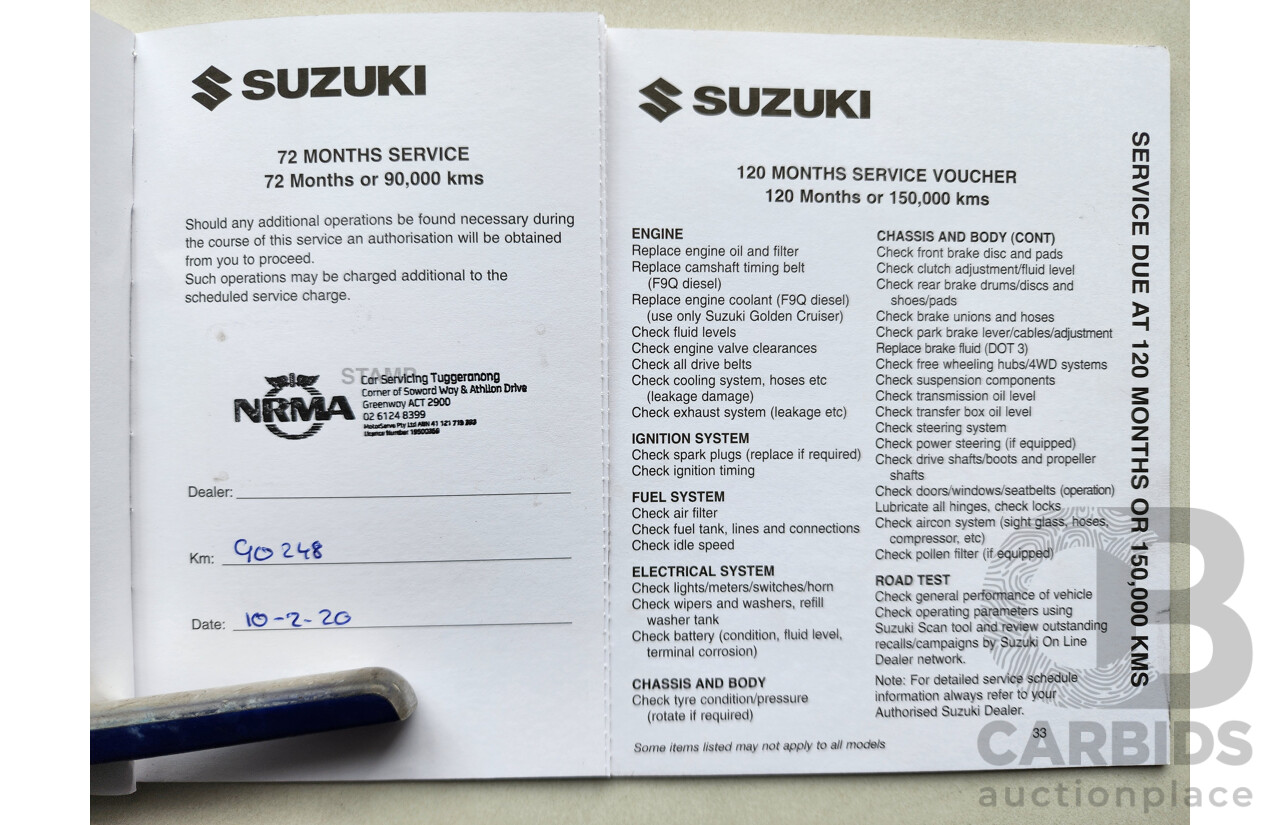 SUZUKI
72 MONTHS SERVICE
72 Months or 90,000 kms
Should any additional operations be found necessary during
the course of this service an authorisation will be obtained
from you to proceed.
Such operations may be charged additional to the
scheduled service charge.
STAMP
NRMA
Car Servicing Tuggeranong
Corner of Soward Way & Athllon Drive
Greenway ACT 2900
02 6124 8399
MotorServe Pty Ltd ABN 41 121 719
Licence Number
Dealer:
Km: 90248
Date: 10-2-20
SUZUKI
120 MONTHS SERVICE VOUCHER
120 Months or 150,000 kms
ENGINE
Replace engine oil and filter
Replace camshaft timing belt
(F9Q diesel)
Replace engine coolant (F9Q diesel)
(use only Suzuki Golden Cruiser)
Check fluid levels
Check engine valve clearances
Check all drive belts
Check cooling system, hoses etc
(leakage damage)
Check exhaust system (leakage etc)
IGNITION SYSTEM
Check spark plugs (replace if required)
Check ignition timing
FUEL SYSTEM
Check air filter
Check fuel tank, lines and connections
Check idle speed
ELECTRICAL SYSTEM
Check lights/meters/switches/horn
Check wipers and washers, refill
washer tank
Check battery (condition, fluid level,
terminal corrosion)
CHASSIS AND BODY
Check tyre condition/pressure
(rotate if required)
Some items listed may not apply to all models
CHASSIS AND BODY (CONT)
Check front brake disc and pads
Check clutch adjustment/fluid level
Check rear brake drums/discs and
shoes/pads
Check brake unions and hoses
Check park brake lever/cables/adjustment
Replace brake fluid (DOT 3)
Check free wheeling hubs/4WD systems
Check suspension components
Check transmission oil level
Check transfer box oil level
Check steering system
Check power steering (if equipped)
Check drive shafts/boots and propeller
shafts
Check doors/windows/seatbelts (operation)
Lubricate all hinges, check locks
Check aircon system (sight glass, hoses,
compressor, etc)
Check pollen filter (if equipped)
ROAD TEST
Check general performance of vehicle
Check operating parameters using
Suzuki Scan tool and review outstanding
recalls/campaigns by Suzuki On Line
Dealer network.
Note: For detailed service schedule
information always refer to your
Authorised Suzuki Dealer.
33
SERVICE DUE AT 120 MONTHS OR 150,000 KMS
CARBIDS
auctionplace